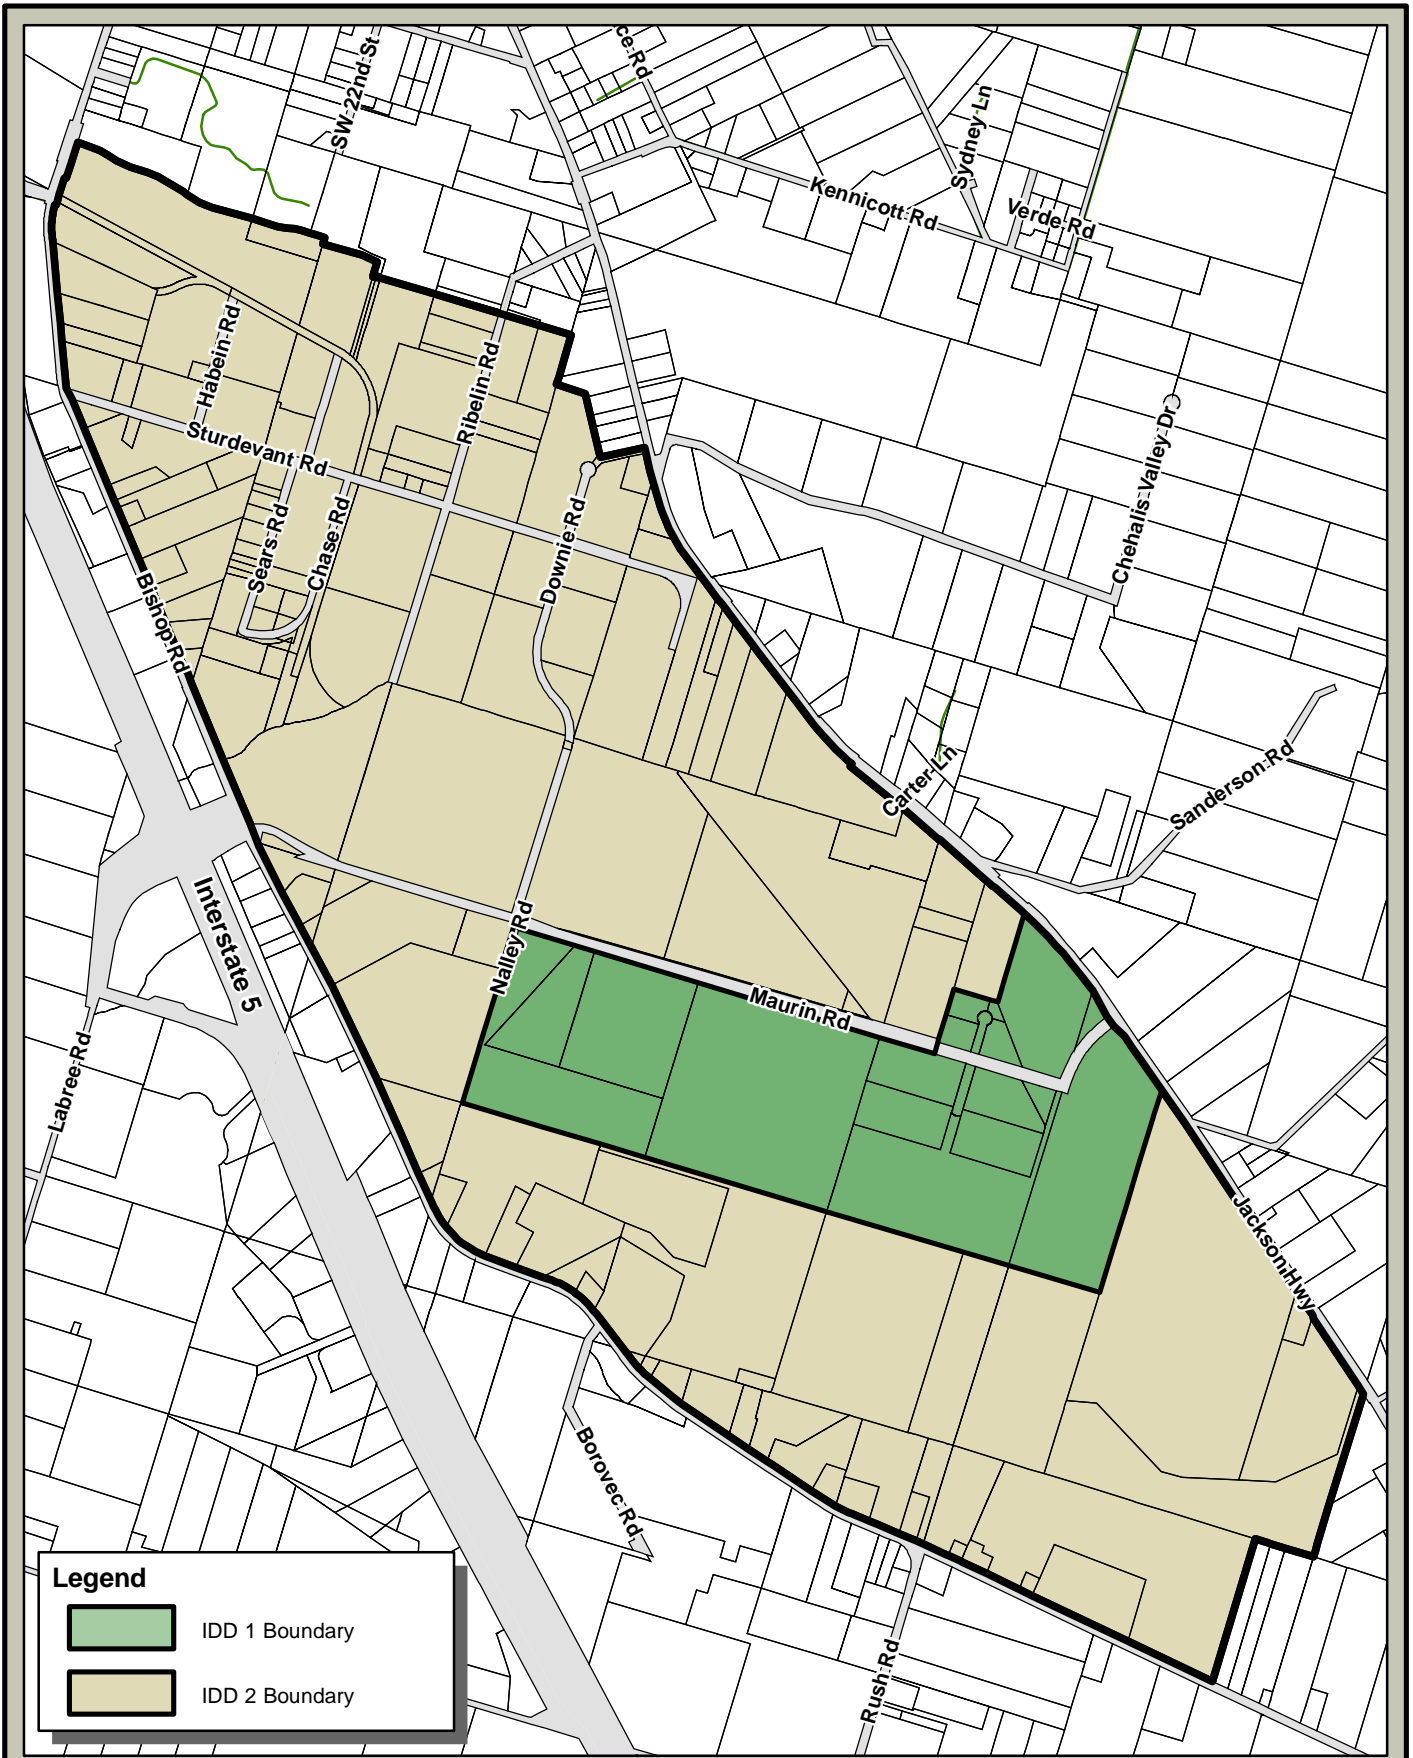 SW 22nd St
ce Rd
Sydney Ln
Kennicott Rd
Verde Rd
Habein Rd
Ribelin Rd
Sturdevant Rd
Chehalis Valley Dr
Sears Rd
Chase Rd
Downie Rd
Bishop Rd
Carter Ln
Sanderson Rd
Interstate 5
Nalley Rd
Maurin Rd
Labree Rd
Jackson Hwy
Borovec Rd
Rush Rd
Legend
IDD 1 Boundary
IDD 2 Boundary